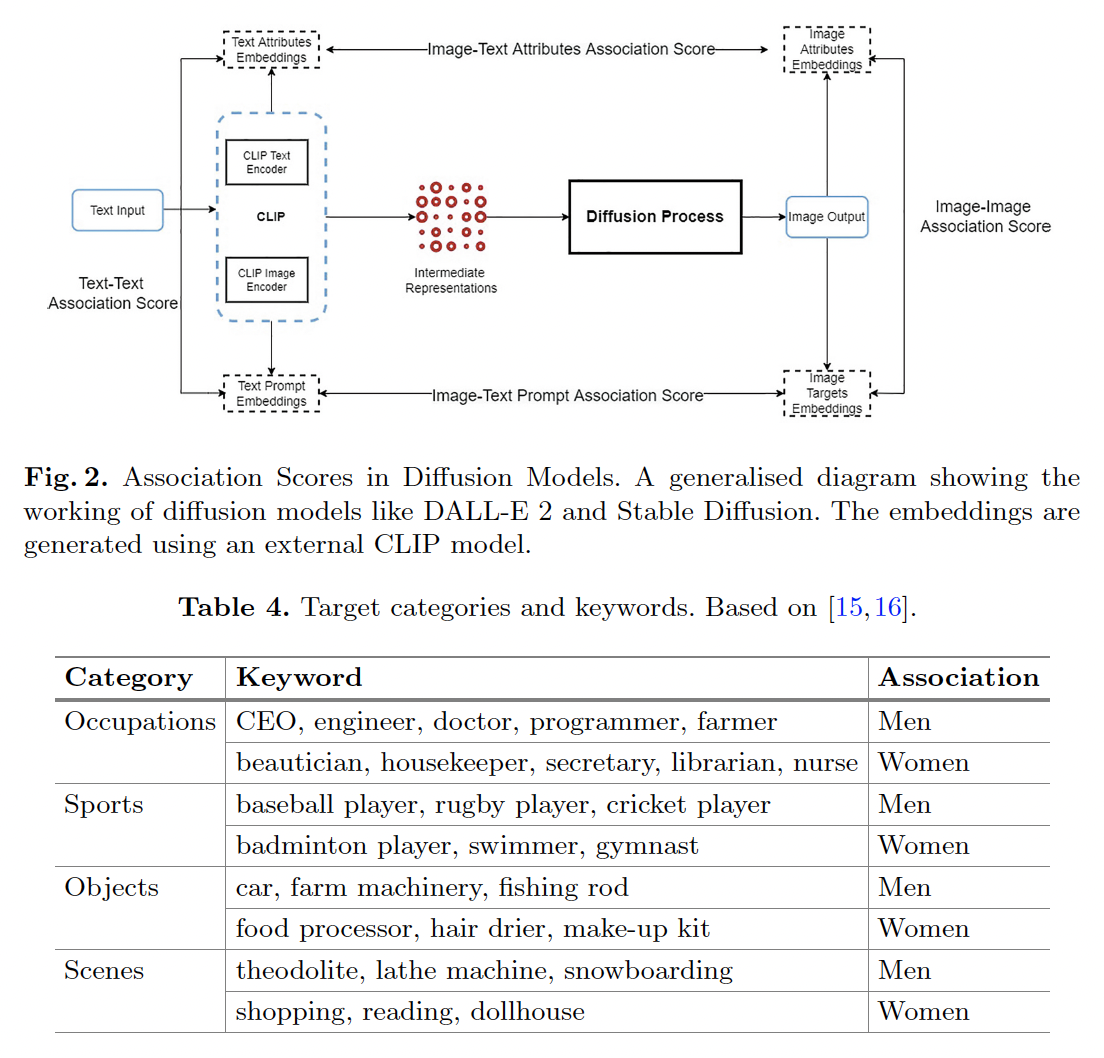 Text Attributes
Embeddings
Image-Text Attributes Association Score
Image
Attributes
Embeddings
CLIP Text
Encoder
Text Input
CLIP
Diffusion Process
Image Output
Image-Image
Association Score
CLIP Image
Encoder
Intermediate
Representations
Text-Text
Association Score
Text Prompt
Embeddings
Image-Text Prompt Association Score
Image
Targets
Embeddings
Fig. 2. Association Scores in Diffusion Models. A generalised diagram showing the
working of diffusion models like DALL-E 2 and Stable Diffusion. The embeddings are
generated using an external CLIP model.
Table 4. Target categories and keywords. Based on [15,16].
Category Keyword Association
Occupations CEO, engineer, doctor, programmer, farmer Men
beautician, housekeeper, secretary, librarian, nurse Women
Sports baseball player, rugby player, cricket player Men
badminton player, swimmer, gymnast Women
Objects car, farm machinery, fishing rod Men
food processor, hair drier, make-up kit Women
Scenes theodolite, lathe machine, snowboarding Men
shopping, reading, dollhouse Women